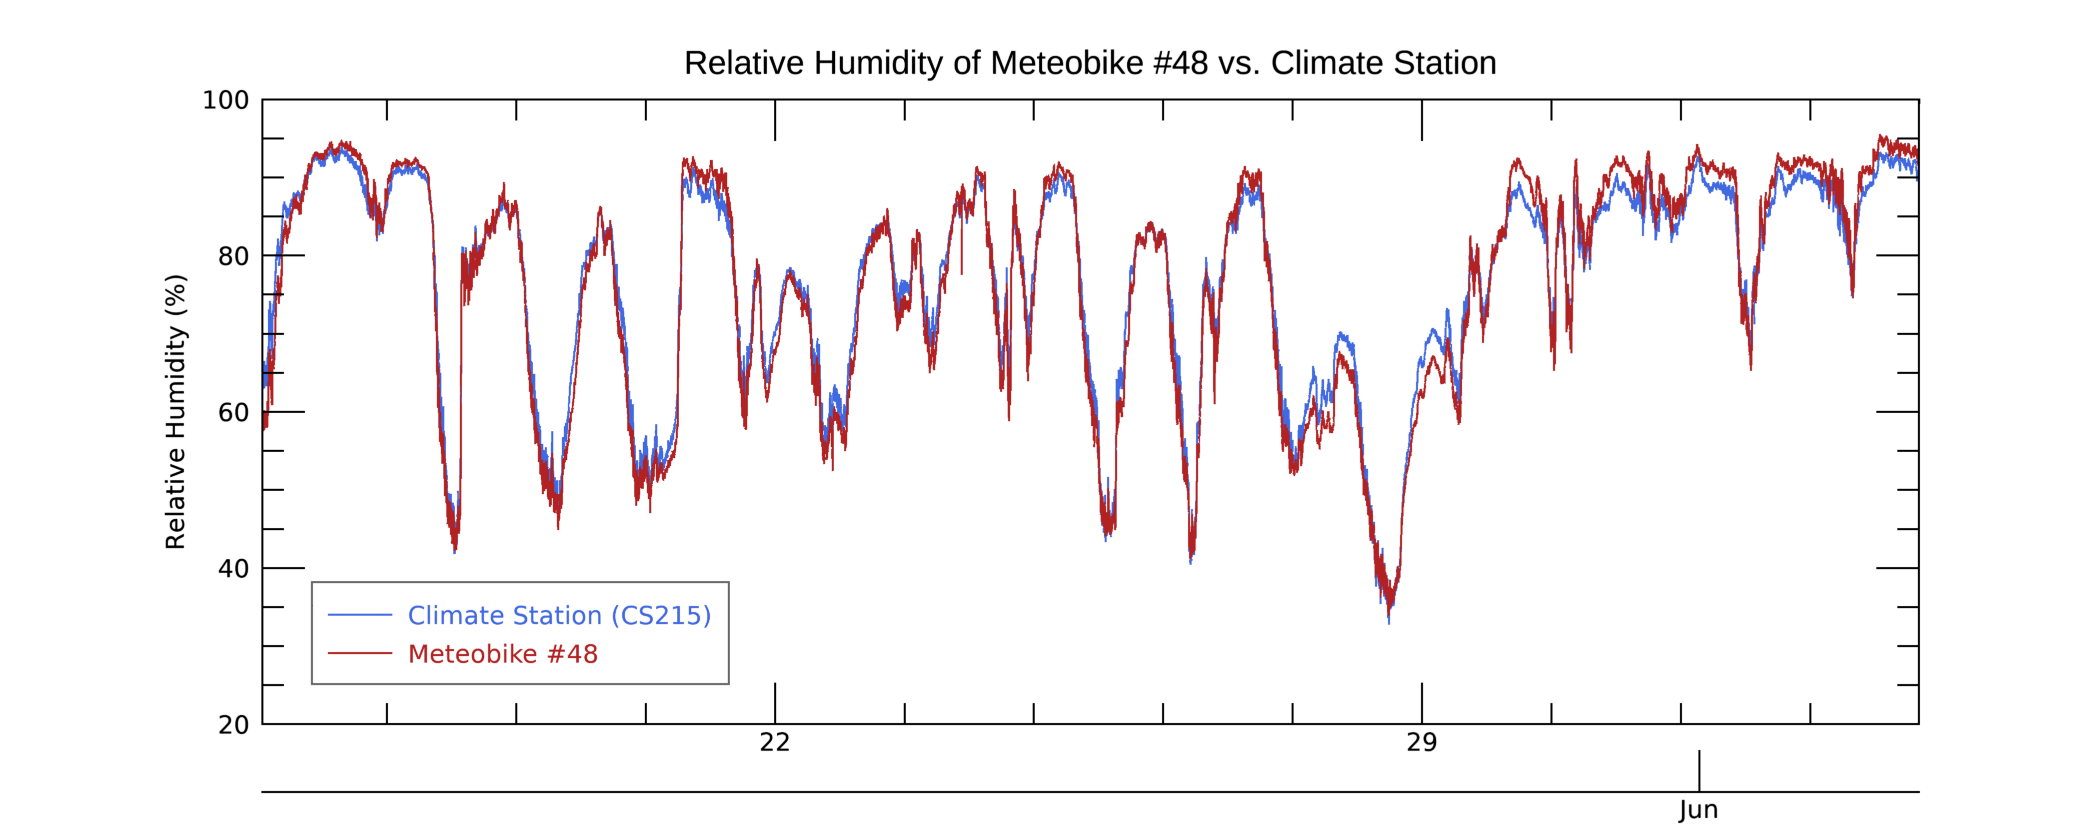 Relative Humidity of Meteobike #48 vs. Climate Station
Relative Humidity (%)
100
80
60
40
20
Climate Station (CS215)
Meteobike #48
22
29
Jun